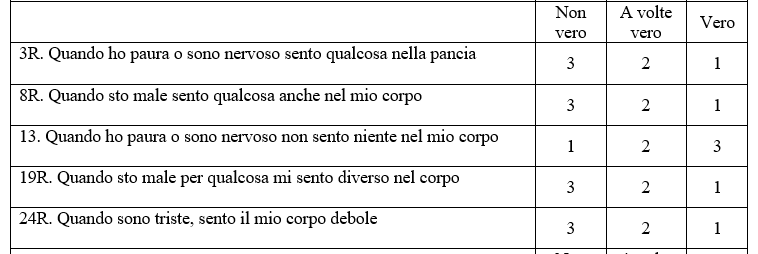 Non vero A volte vero Vero
3R. Quando ho paura o sono nervoso sento qualcosa nella pancia 3 2 1
8R. Quando sto male sento qualcosa anche nel mio corpo 3 2 1
13. Quando ho paura o sono nervoso non sento niente nel mio corpo 1 2 3
19R. Quando sto male per qualcosa mi sento diverso nel corpo 3 2 1
24R. Quando sono triste, sento il mio corpo debole 3 2 1